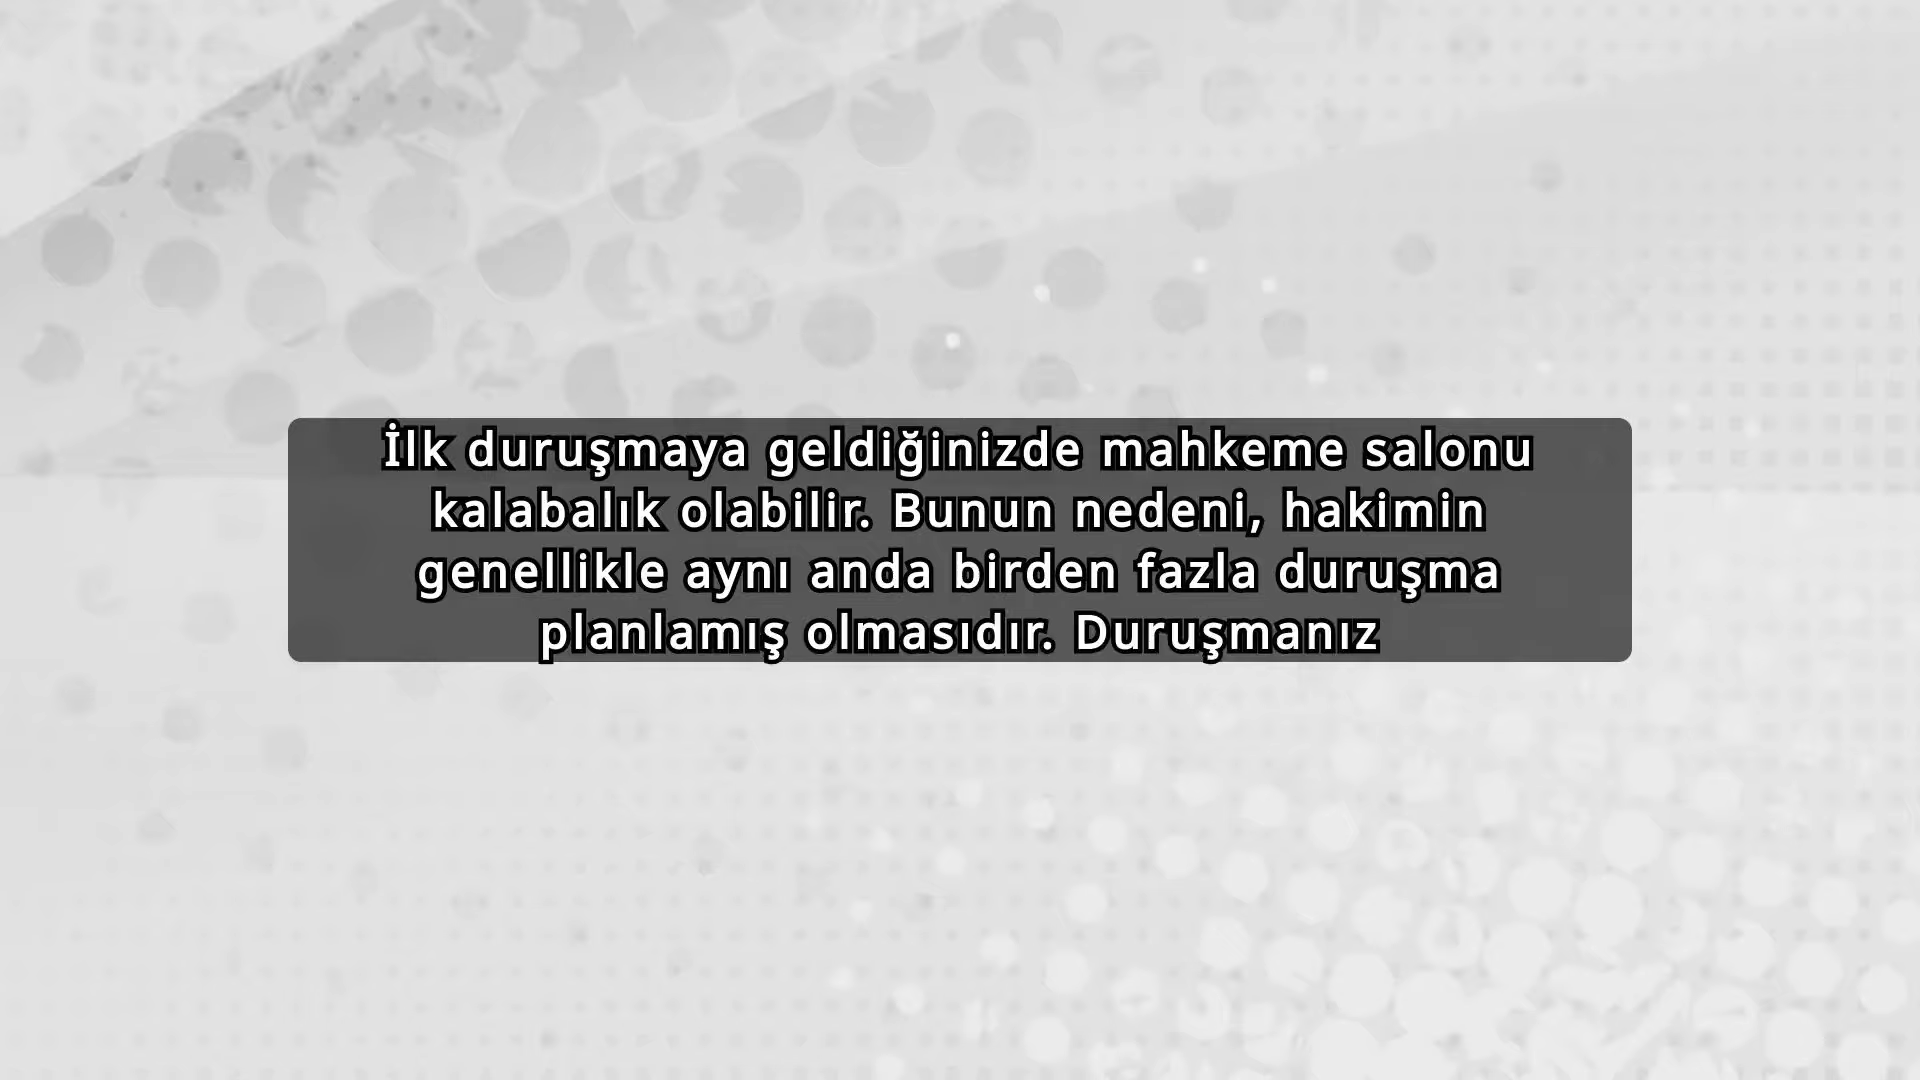 İlk duruşmaya geldiğinizde mahkeme salonu
kalabalık olabilir. Bunun nedeni, hakimin
genellikle aynı anda birden fazla duruşma
planlamış olmasıdır. Duruşmanız